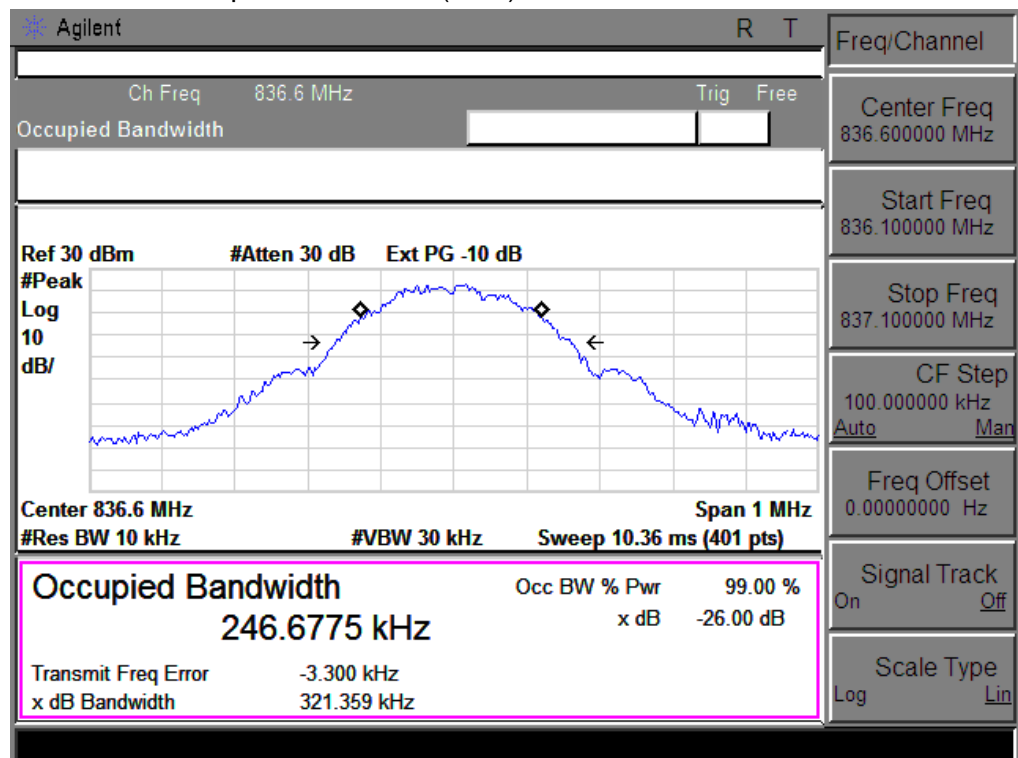 Agilent R T
Ch Freq 836.6 MHz Trig Free
Occupied Bandwidth
Ref 30 dBm #Atten 30 dB Ext PG -10 dB
#Peak
Log
10
dB/
Center 836.6 MHz Span 1 MHz
#Res BW 10 kHz #VBW 30 kHz Sweep 10.36 ms (401 pts)
Occupied Bandwidth Occ BW % Pwr 99.00 %
246.6775 kHz x dB -26.00 dB
Transmit Freq Error -3.300 kHz
x dB Bandwidth 321.359 kHz
Freq/Channel
Center Freq
836.600000 MHz
Start Freq
836.100000 MHz
Stop Freq
837.100000 MHz
CF Step
100.000000 kHz
Auto Man
Freq Offset
0.00000000 Hz
Signal Track
On Off
Scale Type
Log Lin